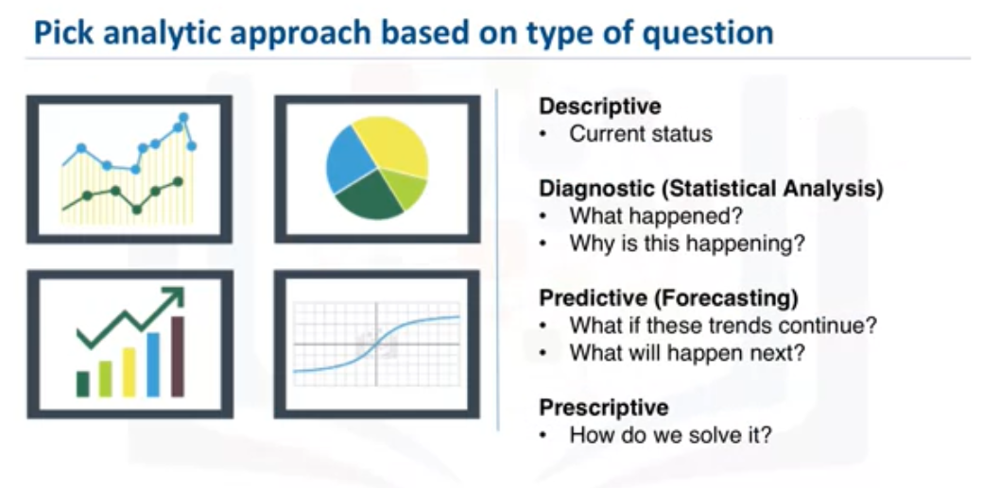 Pick analytic approach based on type of question
Descriptive
• Current status
Diagnostic (Statistical Analysis)
• What happened?
• Why is this happening?
Predictive (Forecasting)
• What if these trends continue?
• What will happen next?
Prescriptive
• How do we solve it?